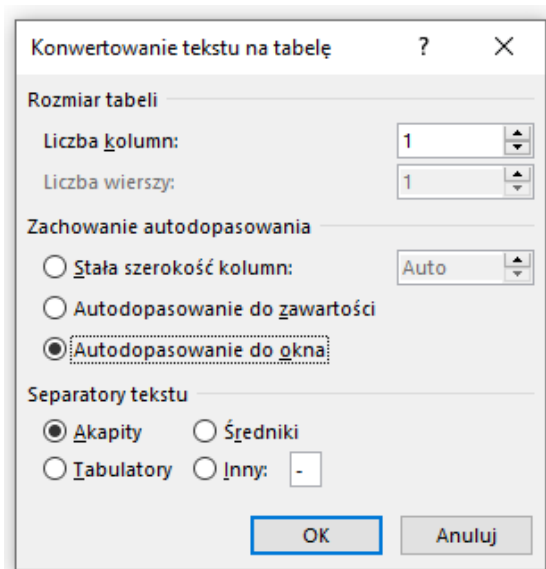 Konwertowanie tekstu na tabelę ?
Rozmiar tabeli
Liczba kolumn: 1
Liczba wierszy: 1
Zachowanie autodopasowania
Stała szerokość kolumn: Auto
Autodopasowanie do zawartości
Autodopasowanie do okna
Separatory tekstu
Akapity Średniki
Tabulatory Inny: -
OK Anuluj